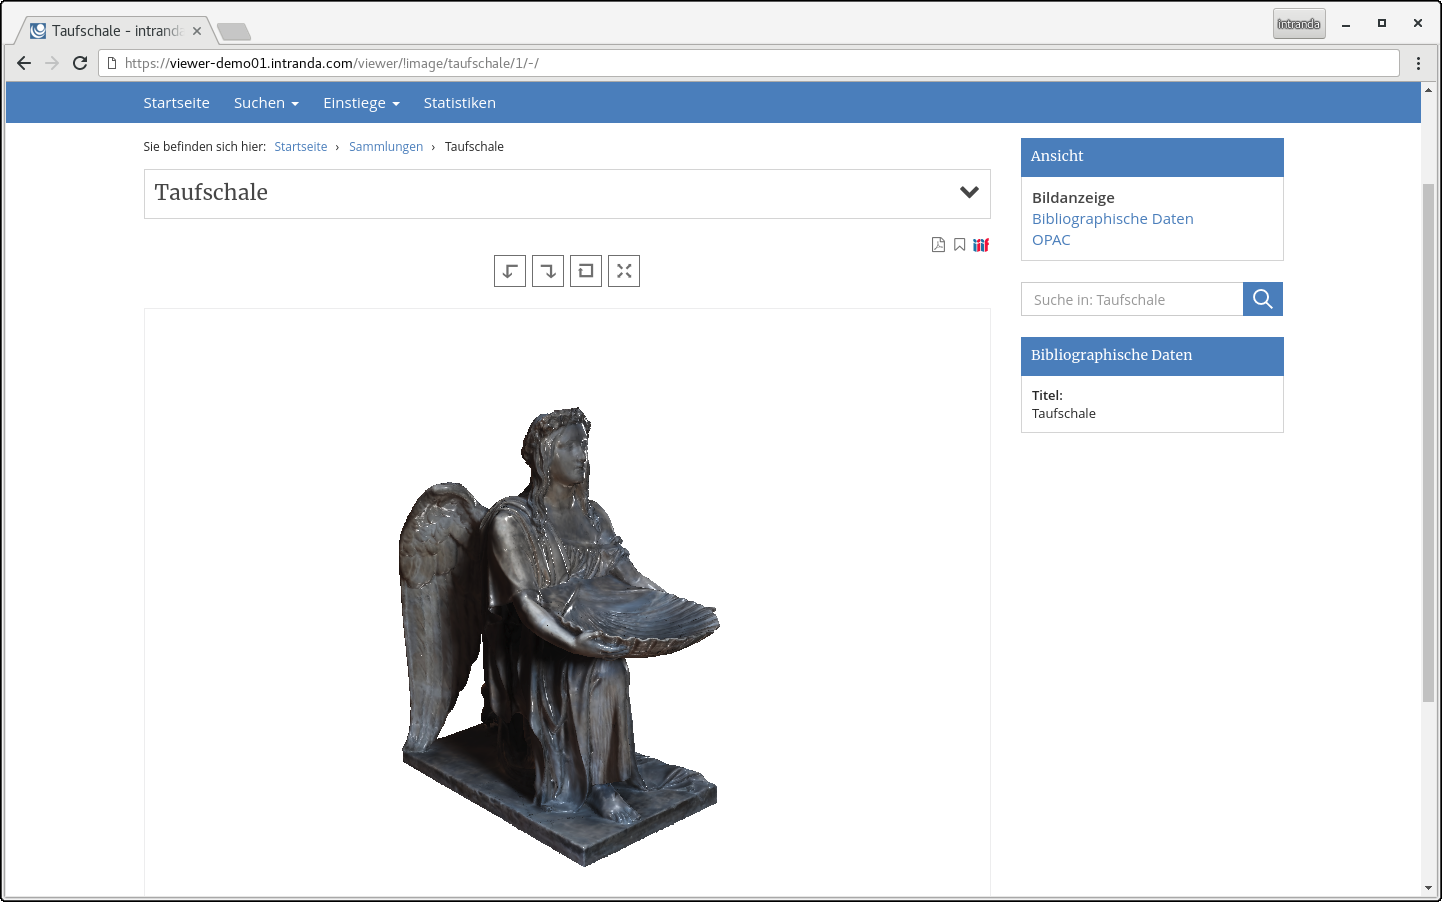 Taufschale - intranda
intranda
https://viewer-demo01.intranda.com/viewer/!image/taufschale/1/-/
Startseite Suchen Einstiege Statistiken
Sie befinden sich hier: Startseite › Sammlungen › Taufschale
Taufschale
iiif
Ansicht
Bildanzeige
Bibliographische Daten
OPAC
Suche in: Taufschale
Bibliographische Daten
Titel:
Taufschale